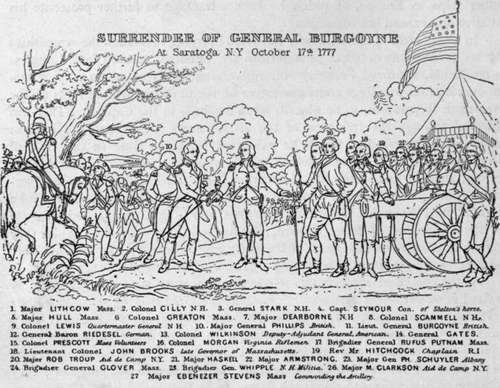 SURRENDER OF GENERAL BURGOYNE
At Saratoga N.Y October 17th 1777
1. Major LITHGOW Mass. 2. Colonel CILLY N.H. 3. General STARK N.H. 4. Capt. SEYMOUR Con. of Shelton's horse.
5. Major HULL Mass 6 Colonel GREATON Mass. 7. Major DEARBORNE N.H 8. Colonel SCAMMELL N.H.
9. Colonel LEWIS Quartermaster General N H 10. Major General PHILLIPS British. 11. Lieut. General BURGOYNE British.
12. General Baron RIEDESEL German. 13. Colonel WILKINSON Deputy-Adjudant General, American. 14. General GATES.
15. Colonel PRESCOTT Mass Volunteers 16. Colonel MORGAN Virginia Riflemen 17. Brigadier General RUFUS PUTNAM Mass.
18. Lieutenant Colonel JOHN BROOKS late Governor of Massachusetts. 19 Rev Mr HITCHCOCK Chaplain R.I
20. Major ROB TROUP Aid de Camp N.Y. 21. Major HASKELL 22. Major ARMSTRONG. 23. Major Gen. PH. SCHUYLER Albany
24. Brigadier General GLOVER Mass. 25. Brigadier Gen. WHIPPLE N.H. Militia. 26. Major M. CLARKSON Aid de Camp N.Y.
27 Major EBENEZER STEVENS Mass Commanding the Artillery.